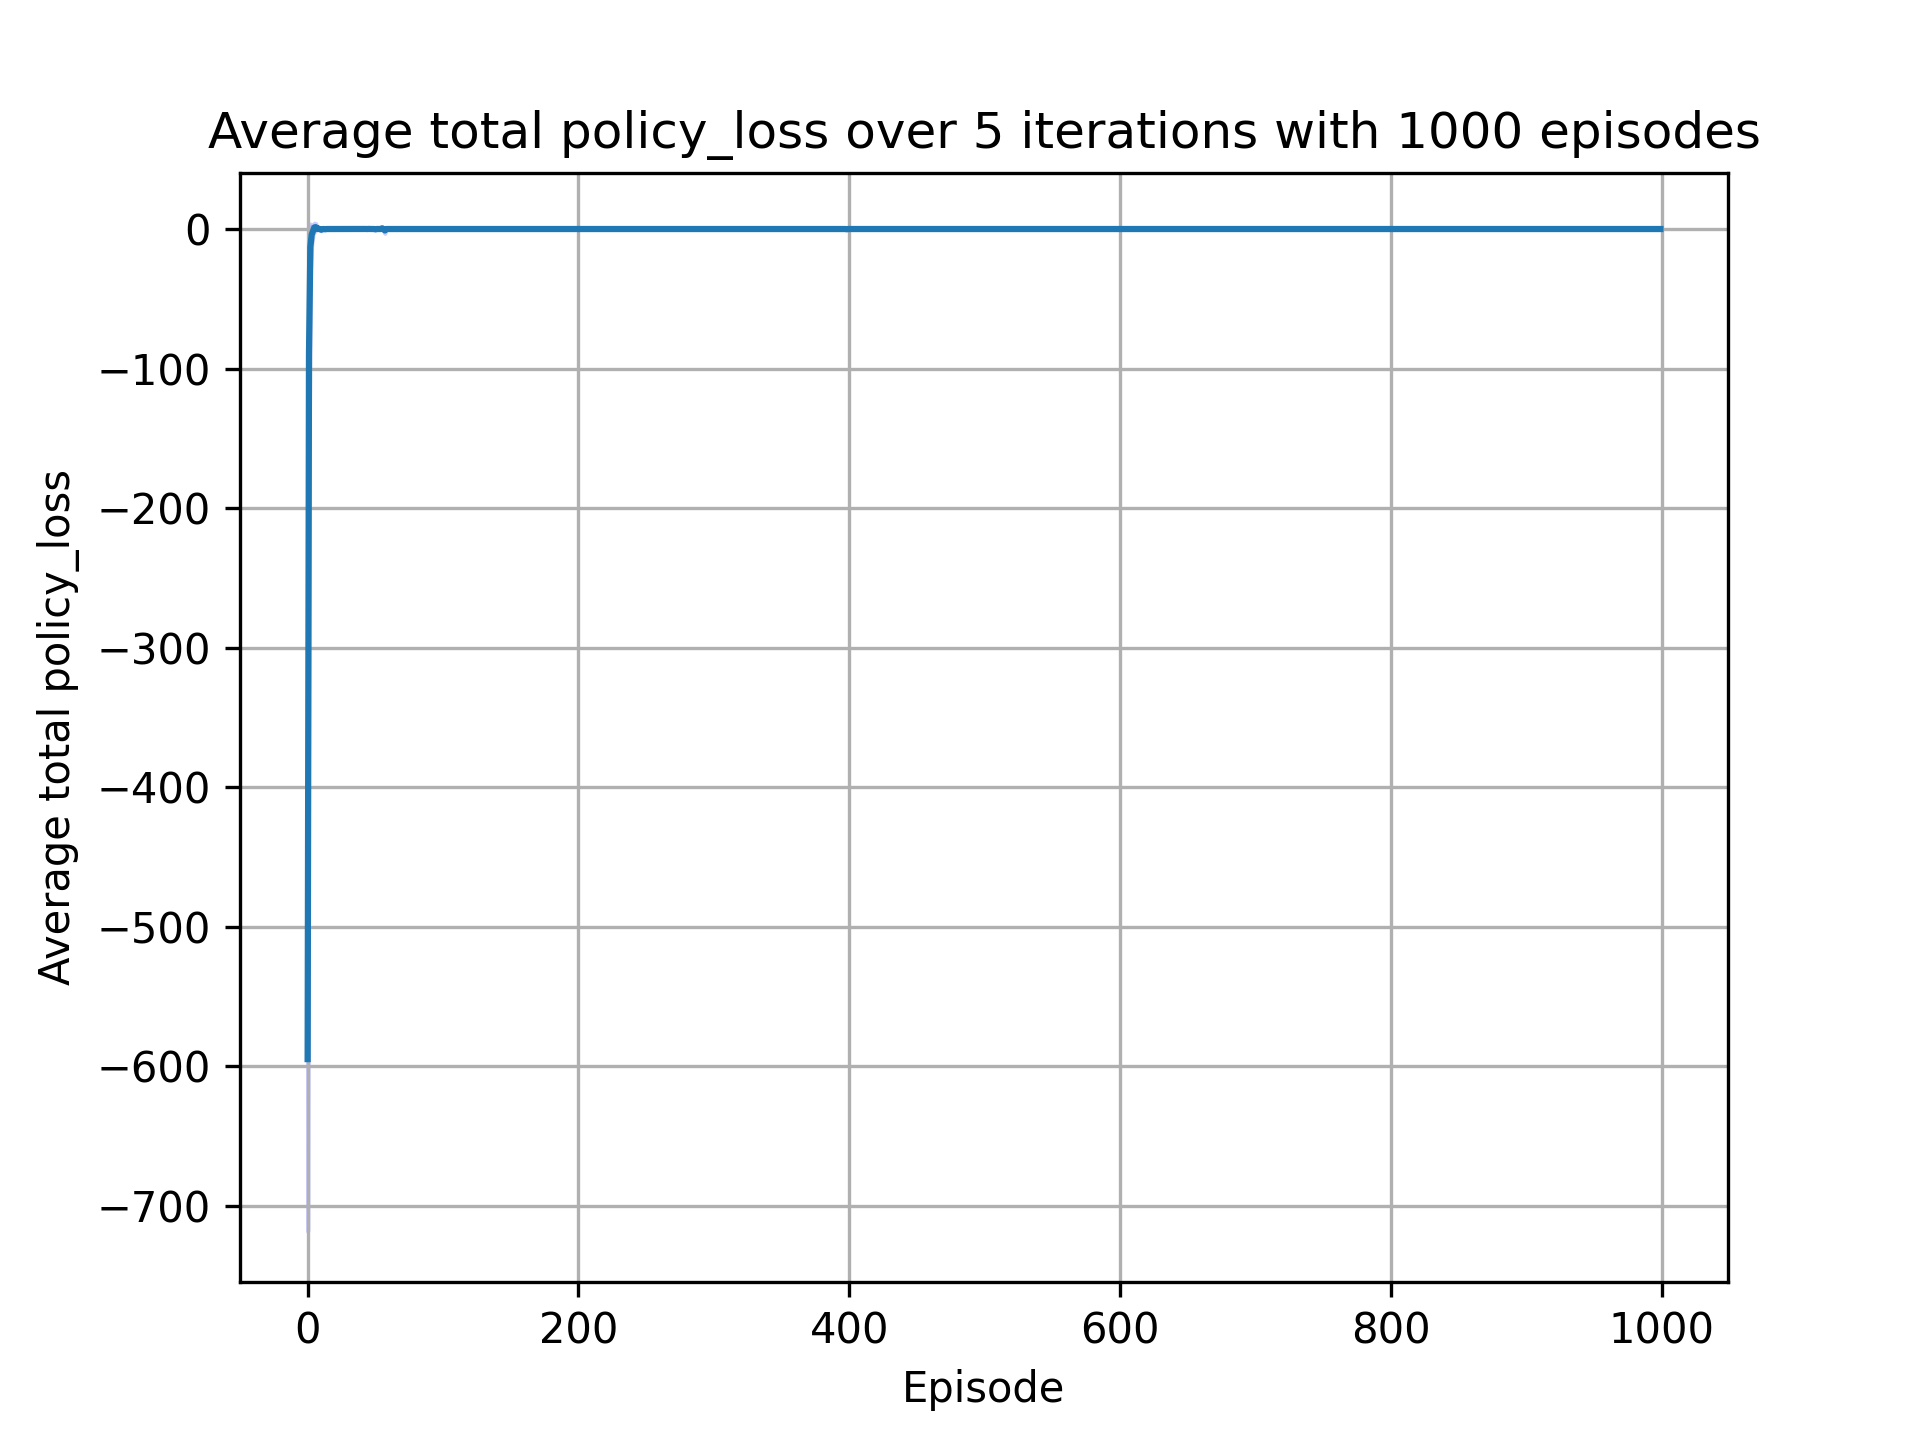 Average total policy_loss over 5 iterations with 1000 episodes
0
−100
−200
−300
−400
−500
−600
−700
Average total policy_loss
0 200 400 600 800 1000
Episode